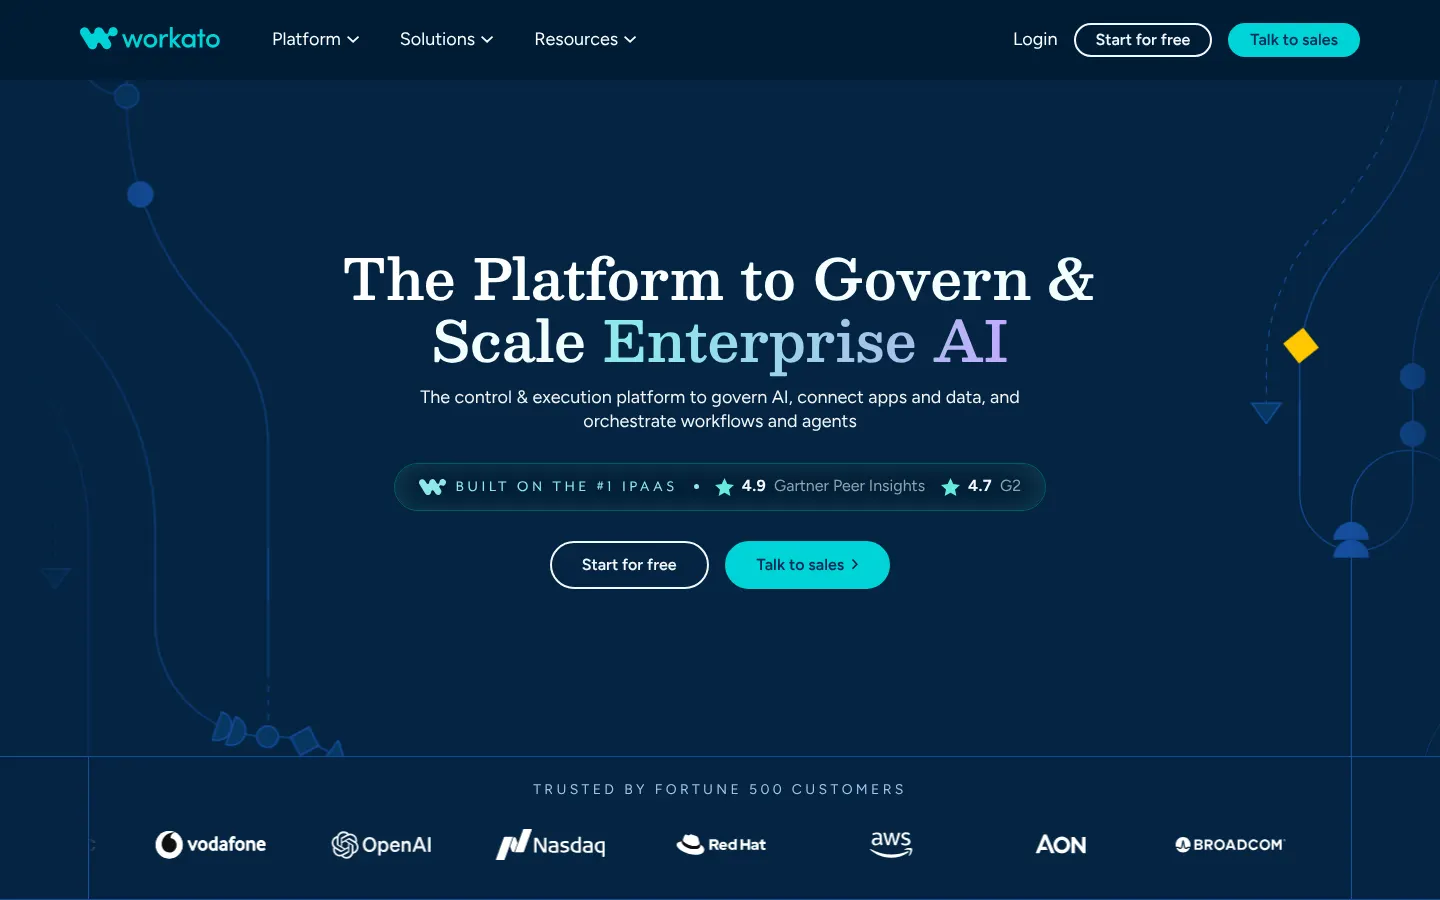 workato
Platform
Solutions
Resources
Login
Start for free
Talk to sales
The Platform to Govern &
Scale Enterprise AI
The control & execution platform to govern AI, connect apps and data, and
orchestrate workflows and agents
BUILT ON THE #1 IPAAS • 4.9 Gartner Peer Insights 4.7 G2
Start for free
Talk to sales
TRUSTED BY FORTUNE 500 CUSTOMERS
vodafone
OpenAI
Nasdaq
Red Hat
aws
AON
BROADCOM